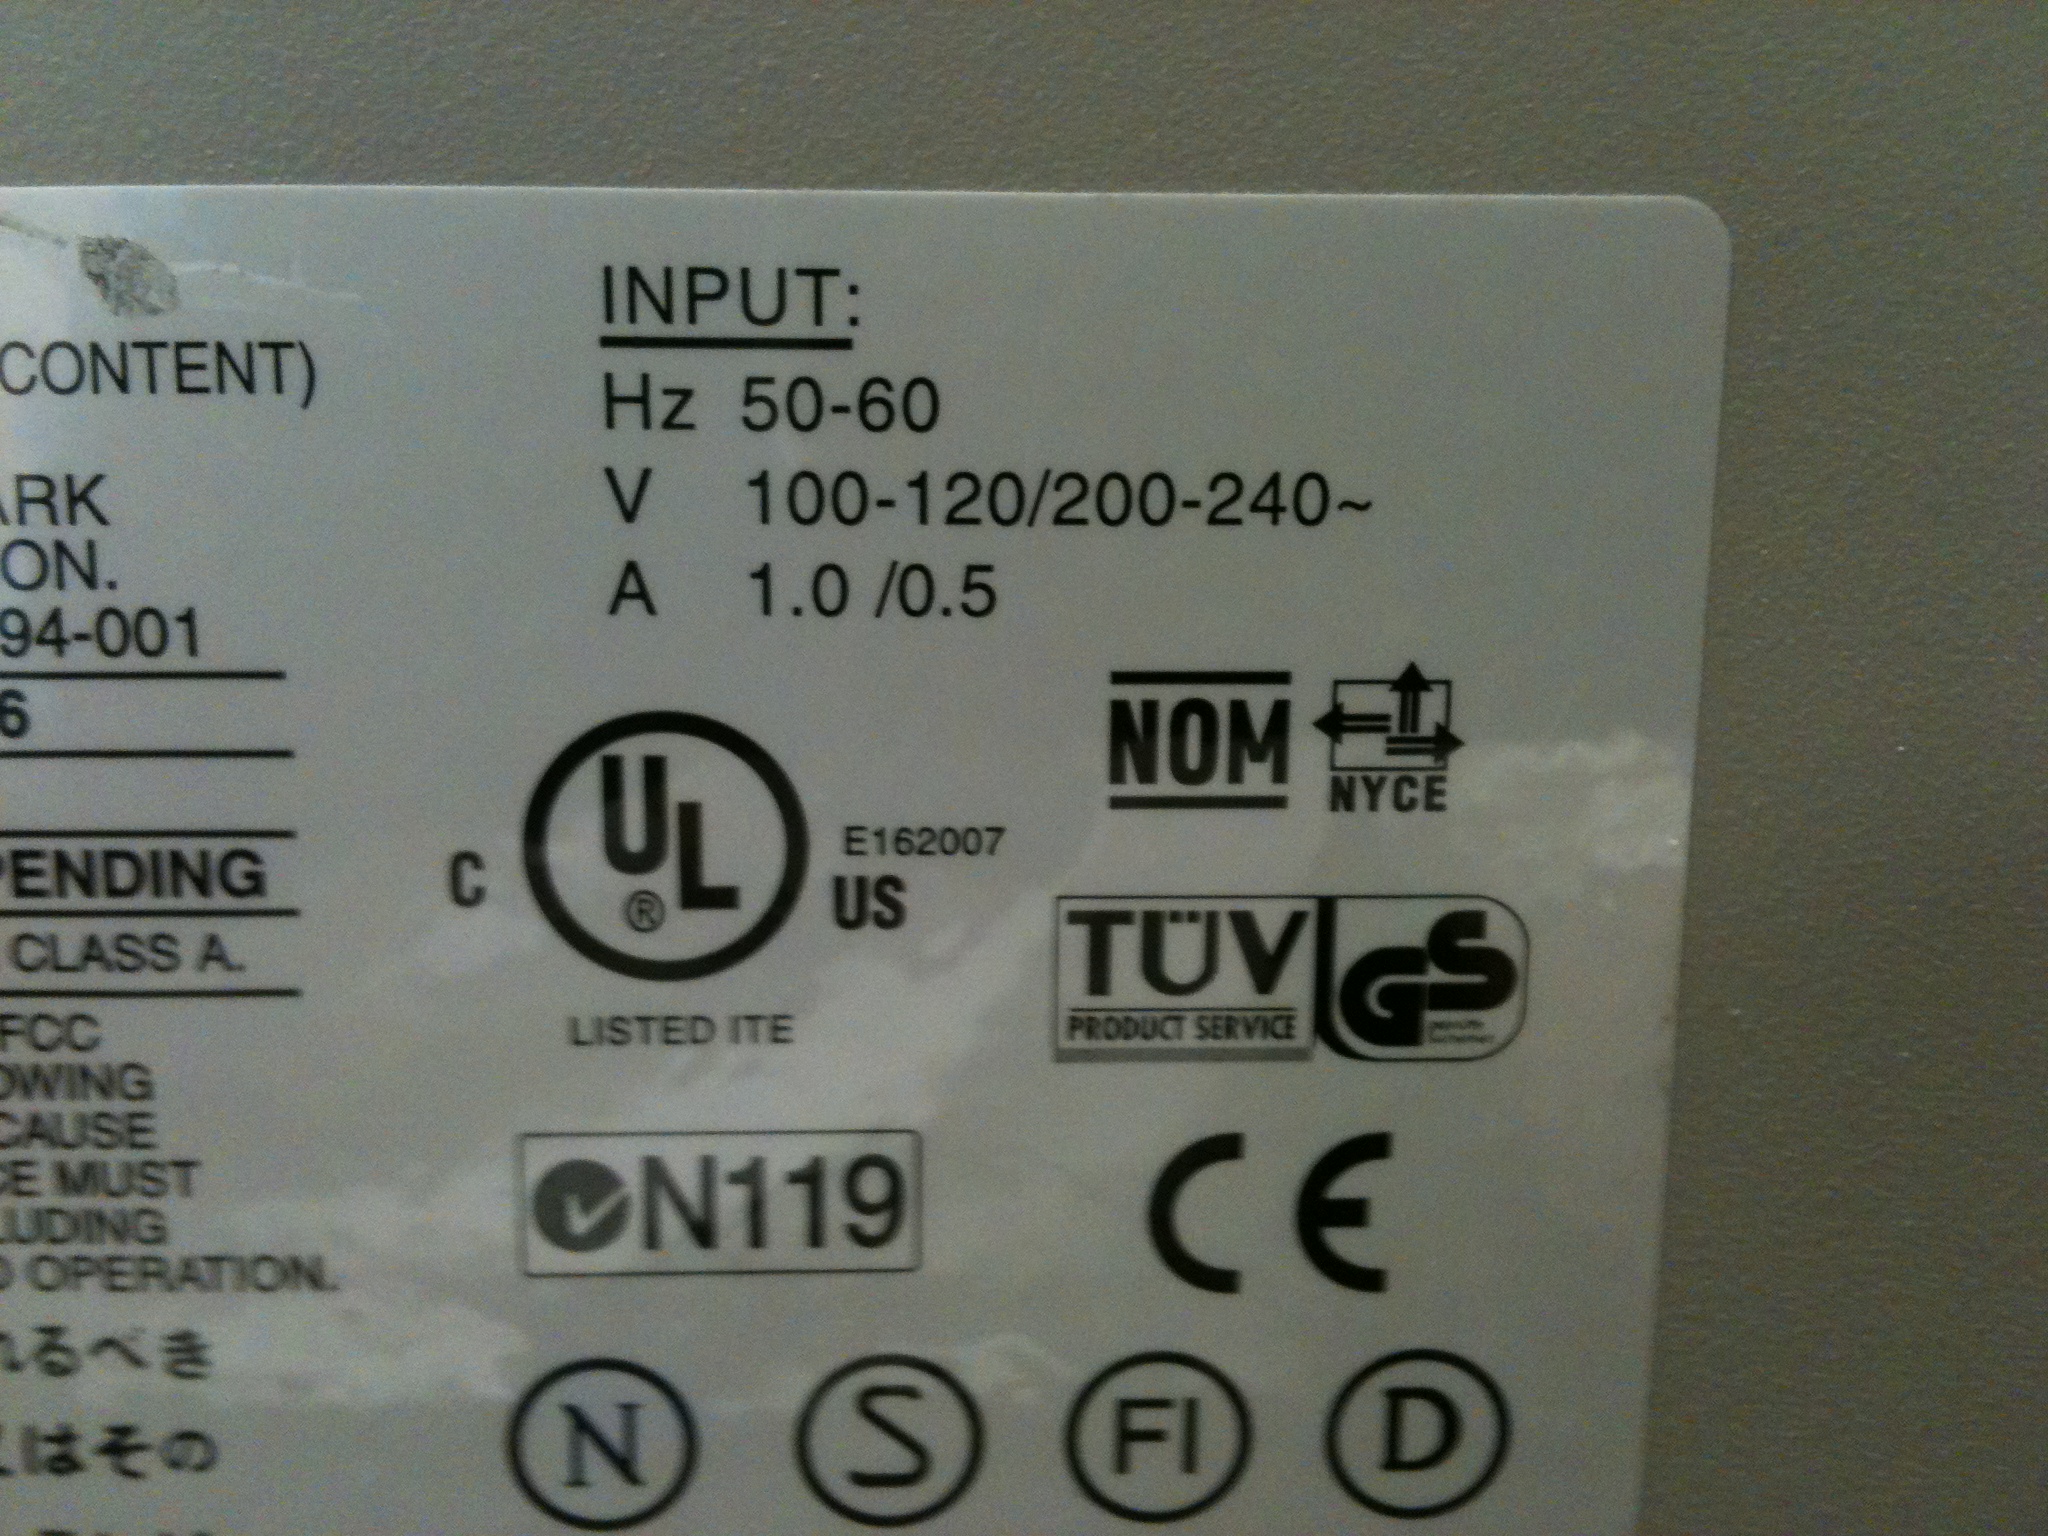 CONTENT)
ARK
ON.
94-001
6
PENDING
CLASS A.
FCC
OWING
CAUSE
CE MUST
LUDING
D OPERATION.
れるべき
はその
INPUT:
Hz 50-60
V 100-120/200-240~
A 1.0 /0.5
NOM
NYCE
C UL® US
E162007
LISTED ITE
TÜV
PRODUCT SERVICE
GS
N119
CE
N S FI D